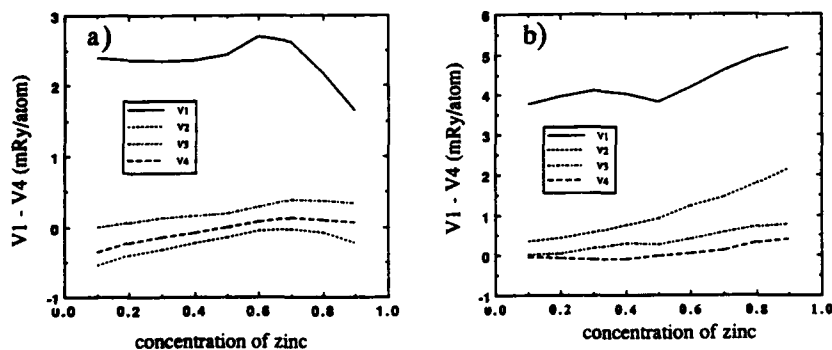 a)
V1 - V4 (mRy/atom)
3
2
1
0
-1
V1
V2
V3
V4
0.0
0.2
0.4
0.6
0.8
1.0
concentration of zinc
b)
V1 - V4 (mRy/atom)
6
5
4
3
2
1
0
-1
V1
V2
V3
V4
0.0
0.2
0.4
0.6
0.8
1.0
concentration of zinc